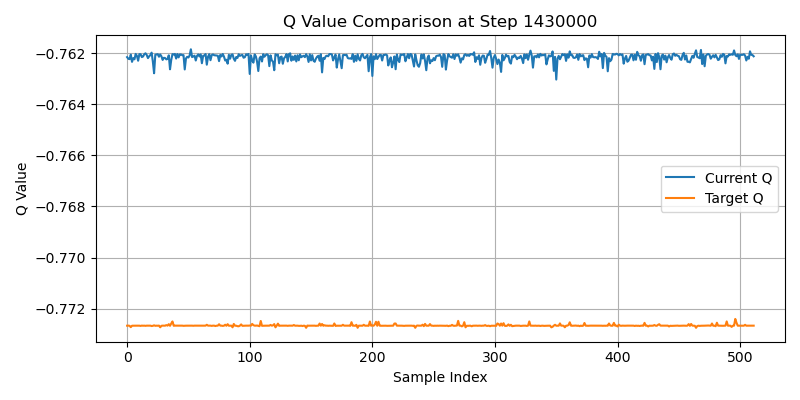 Q Value Comparison at Step 1430000
Q Value
−0.762
−0.764
−0.766
−0.768
−0.770
−0.772
Current Q
Target Q
0
100
200
300
400
500
Sample Index